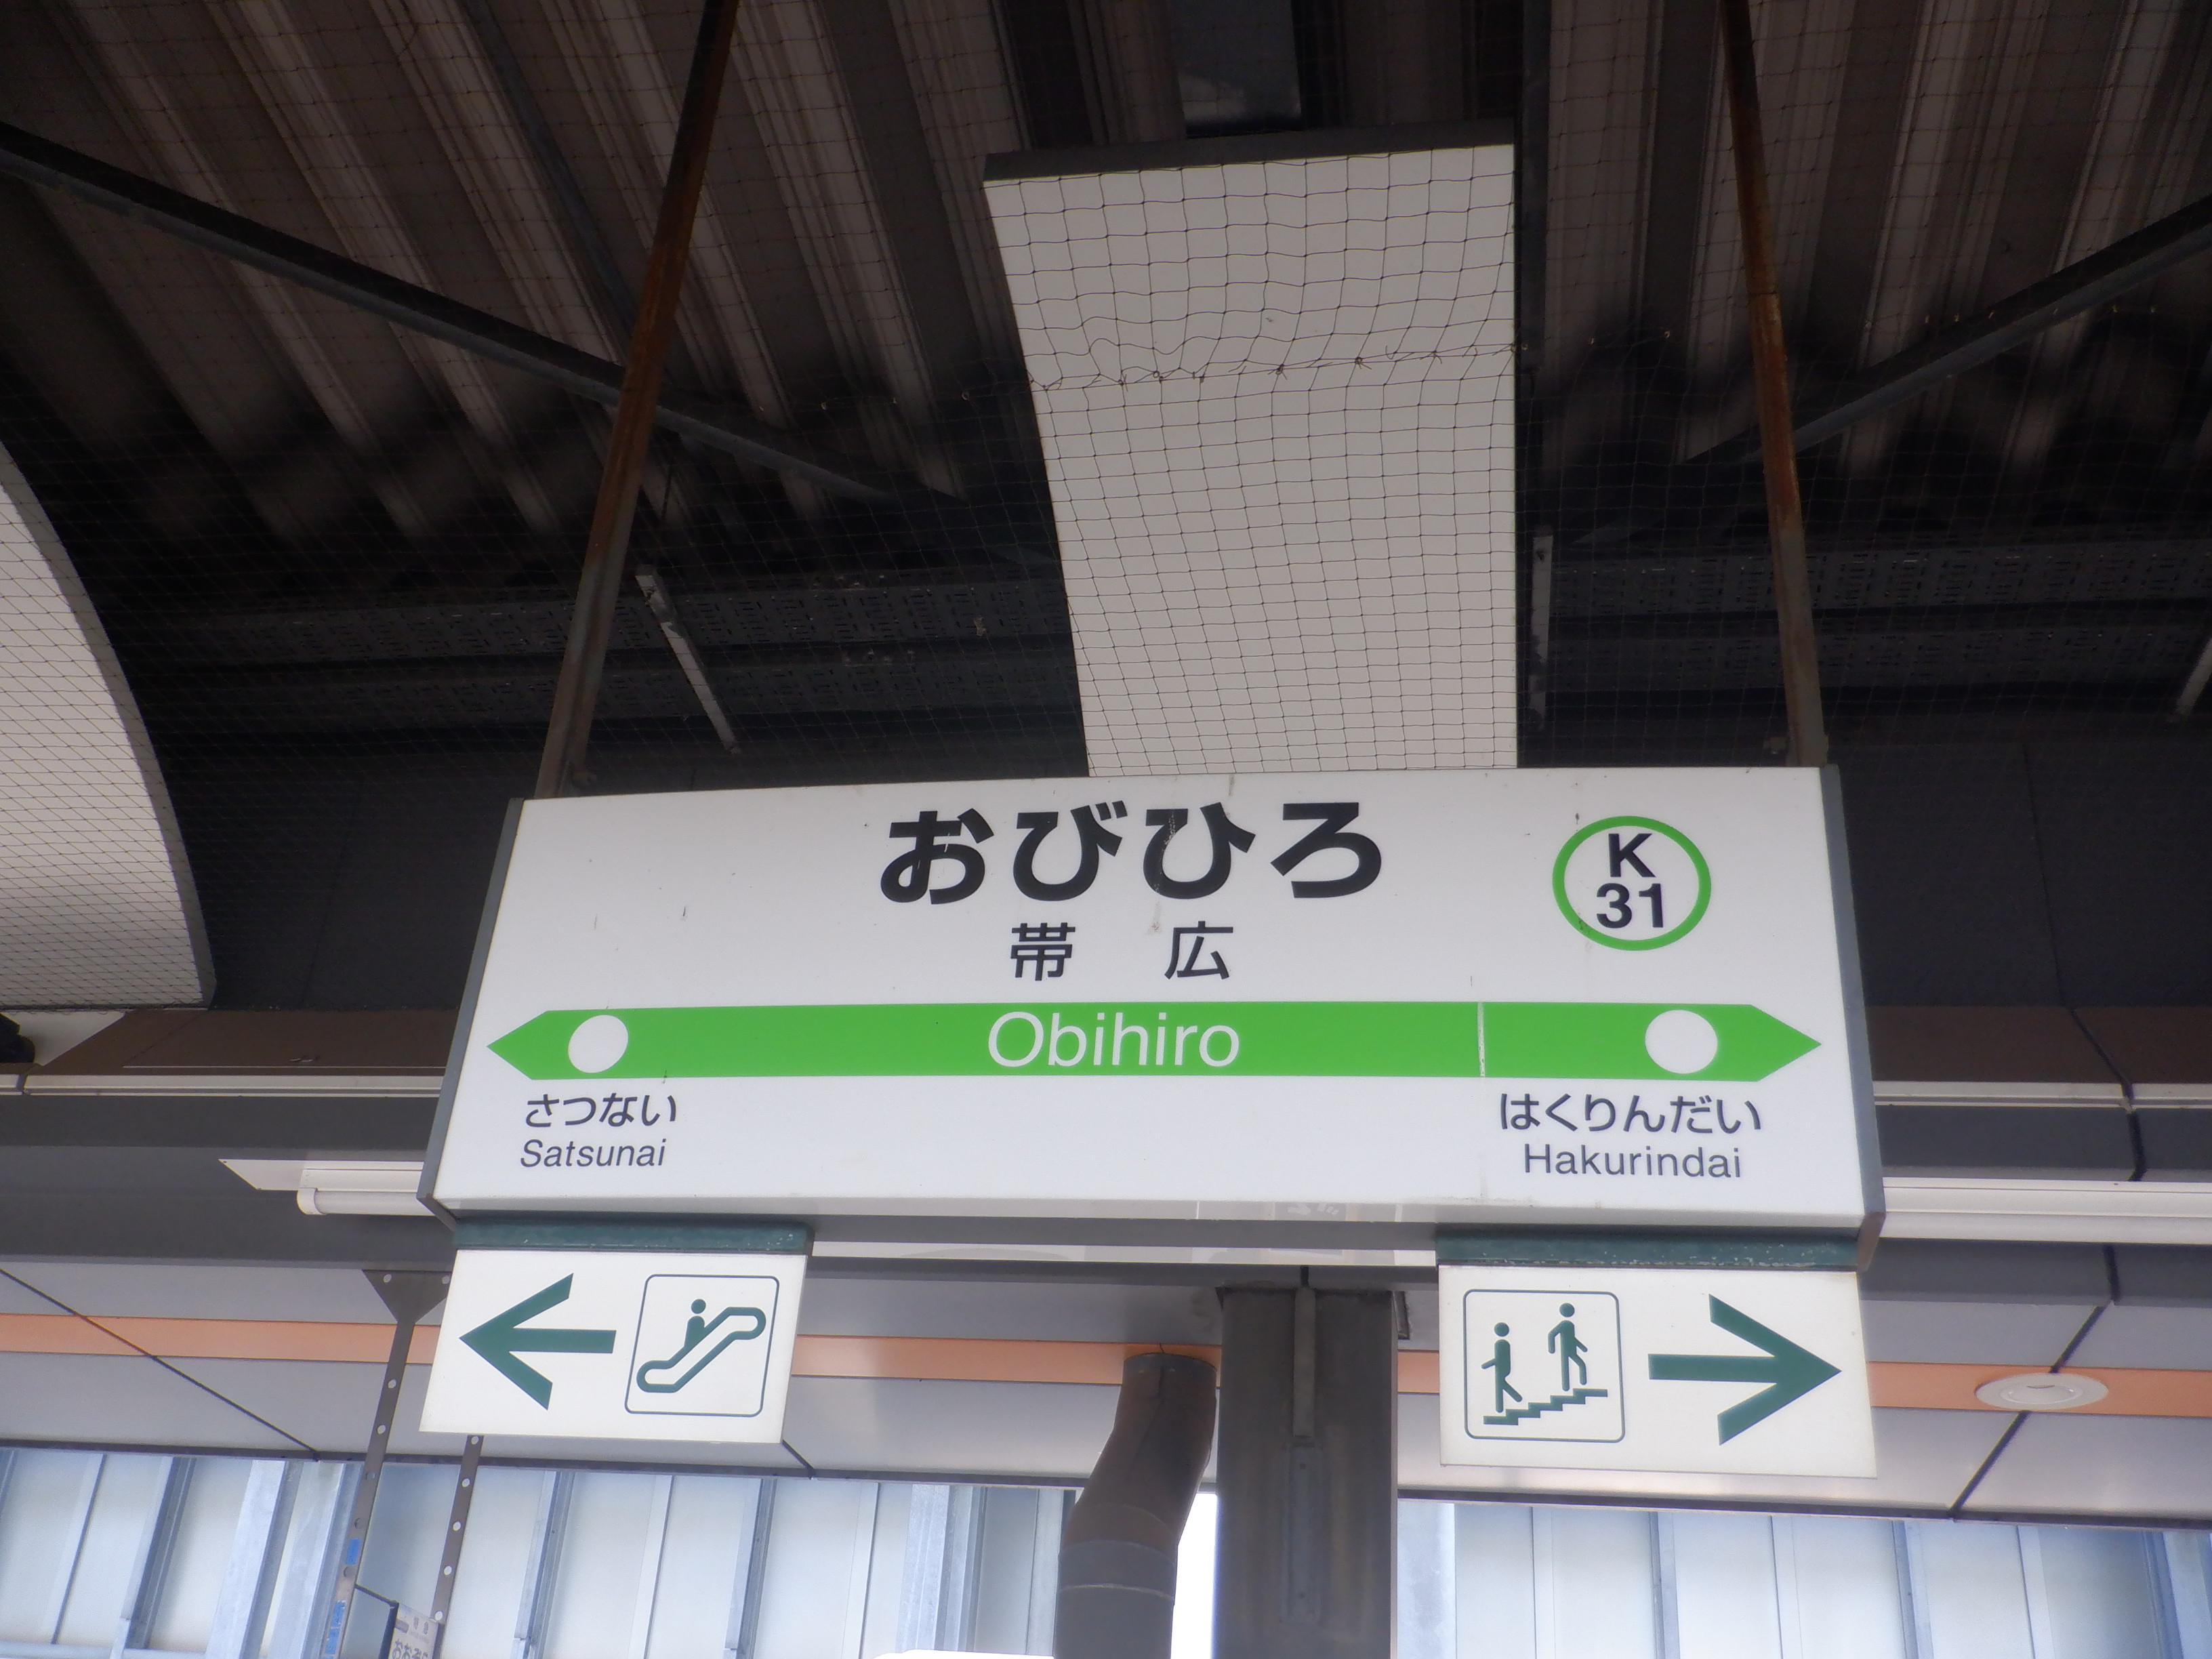 おびひろ
K
31
帯 広
Obihiro
さつない
Satsunai
はくりんだい
Hakurindai